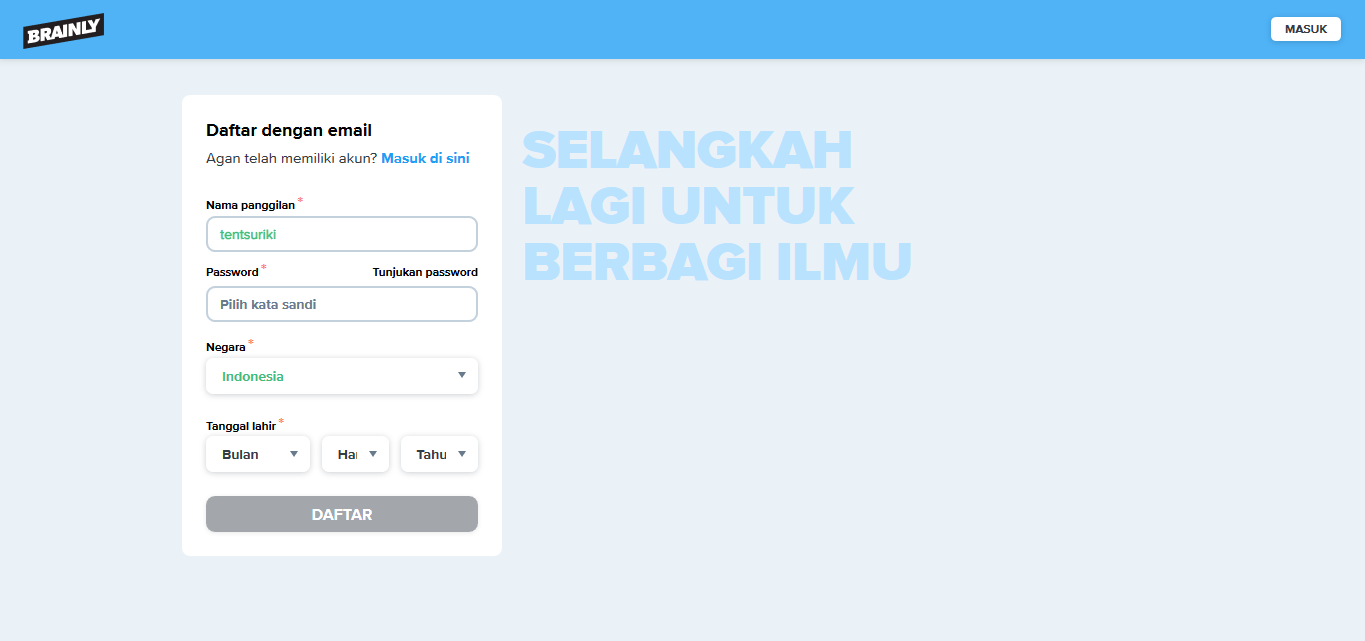 BRAINLY
MASUK
Daftar dengan email
Agan telah memiliki akun? Masuk di sini
Nama panggilan *
tentsuriki
Password * Tunjukan password
Pilih kata sandi
Negara *
Indonesia
Tanggal lahir *
Bulan Har Tahu
DAFTAR
SELANGKAH
LAGI UNTUK
BERBAGI ILMU